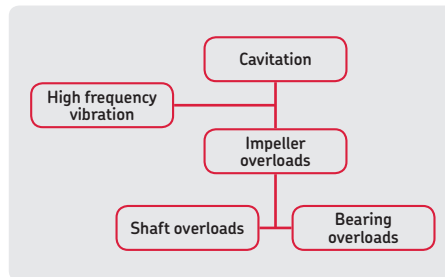 Cavitation
High frequency
vibration
Impeller
overloads
Shaft overloads
Bearing
overloads